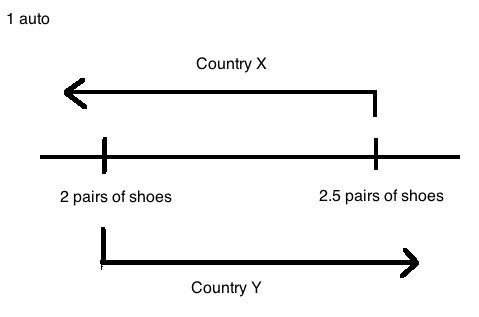 1 auto
Country X
2 pairs of shoes
2.5 pairs of shoes
Country Y